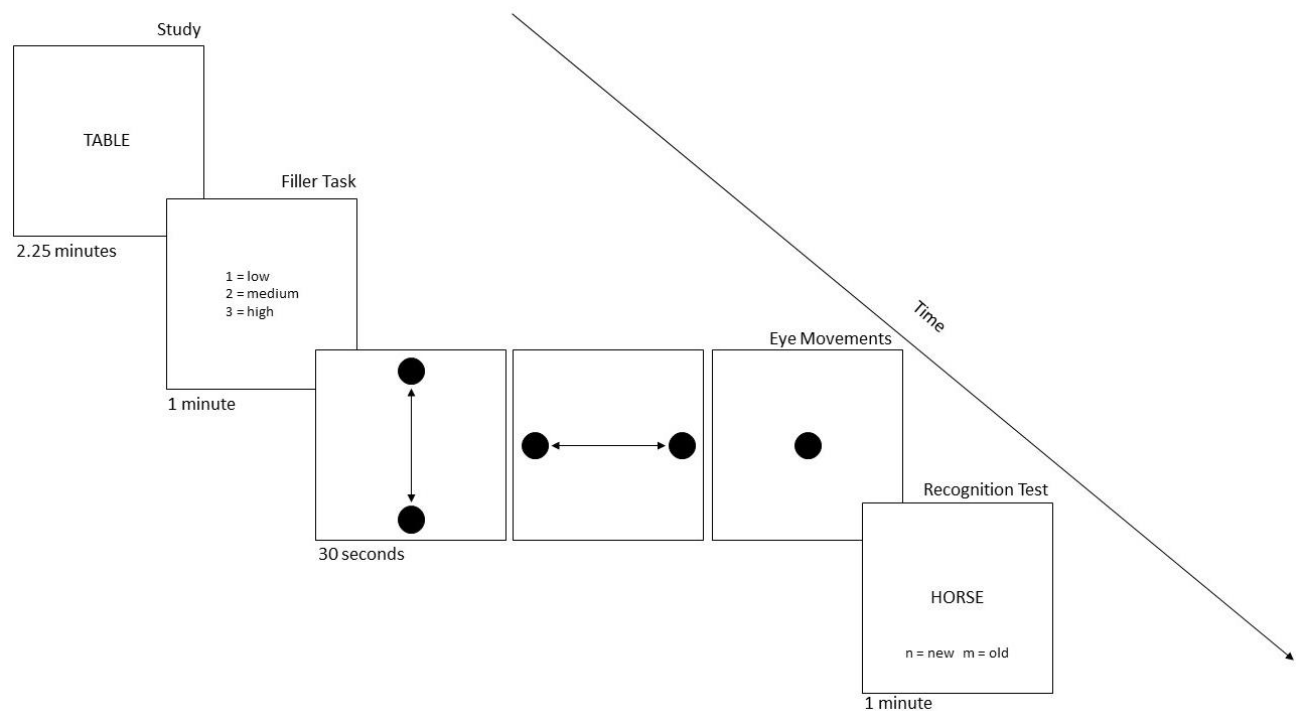 Study
TABLE
2.25 minutes
Filler Task
1 = low
2 = medium
3 = high
1 minute
Time
Eye Movements
30 seconds
Recognition Test
HORSE
n = new m = old
1 minute